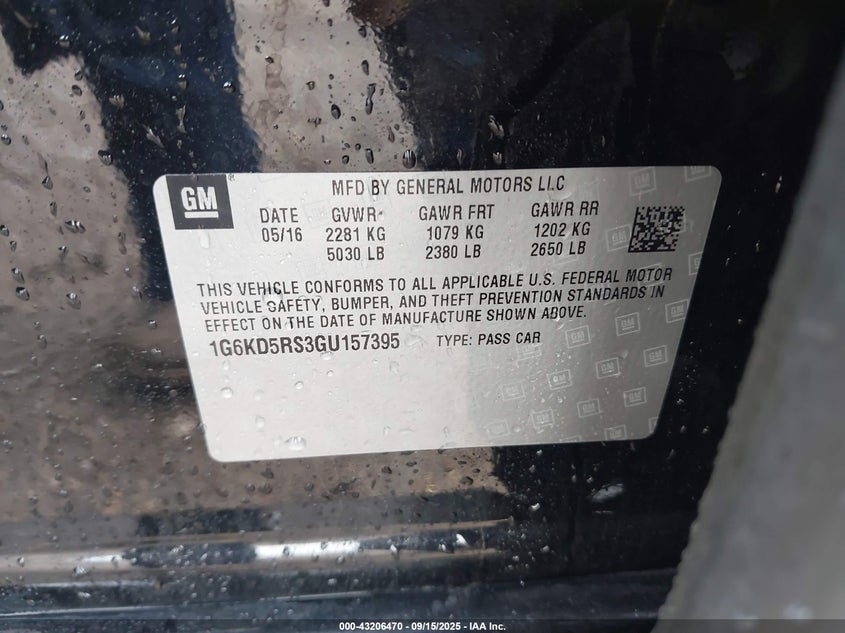 GM
MFD BY GENERAL MOTORS LLC
DATE GVWR GAWR FRT GAWR RR
05/16 2281 KG 1079 KG 1202 KG
5030 LB 2380 LB 2650 LB
THIS VEHICLE CONFORMS TO ALL APPLICABLE U.S. FEDERAL MOTOR
VEHICLE SAFETY, BUMPER, AND THEFT PREVENTION STANDARDS IN
EFFECT ON THE DATE OF MANUFACTURE SHOWN ABOVE.
1G6KD5RS3GU157395 TYPE: PASS CAR
000-43206470 - 09/15/2025 - IAA Inc.